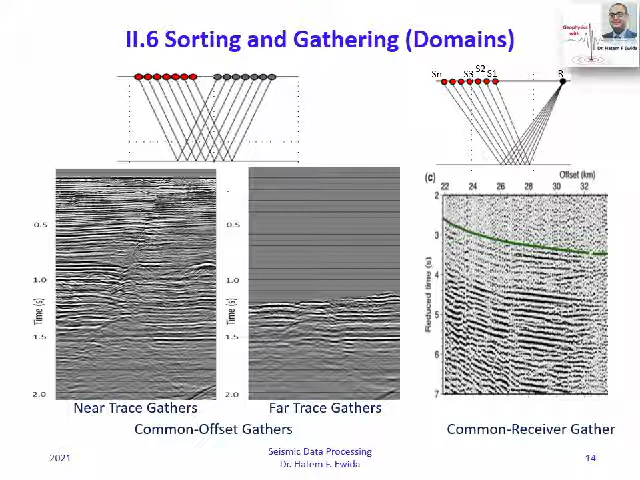 II.6 Sorting and Gathering (Domains)
Geophysics
with
Dr. Hatem F Ewida
Sn
S3
S2
S1
R
(c)
Offset (km)
22 24 26 28 30 32
0.5
1.0
1.5
2.0
Time (s)
0.5
1.0
1.5
2.0
Time (s)
2
3
4
5
6
7
Reduced time (s)
Near Trace Gathers
Far Trace Gathers
Common-Offset Gathers
Common-Receiver Gather
2021
Seismic Data Processing
Dr. Hatem F. Ewida
14